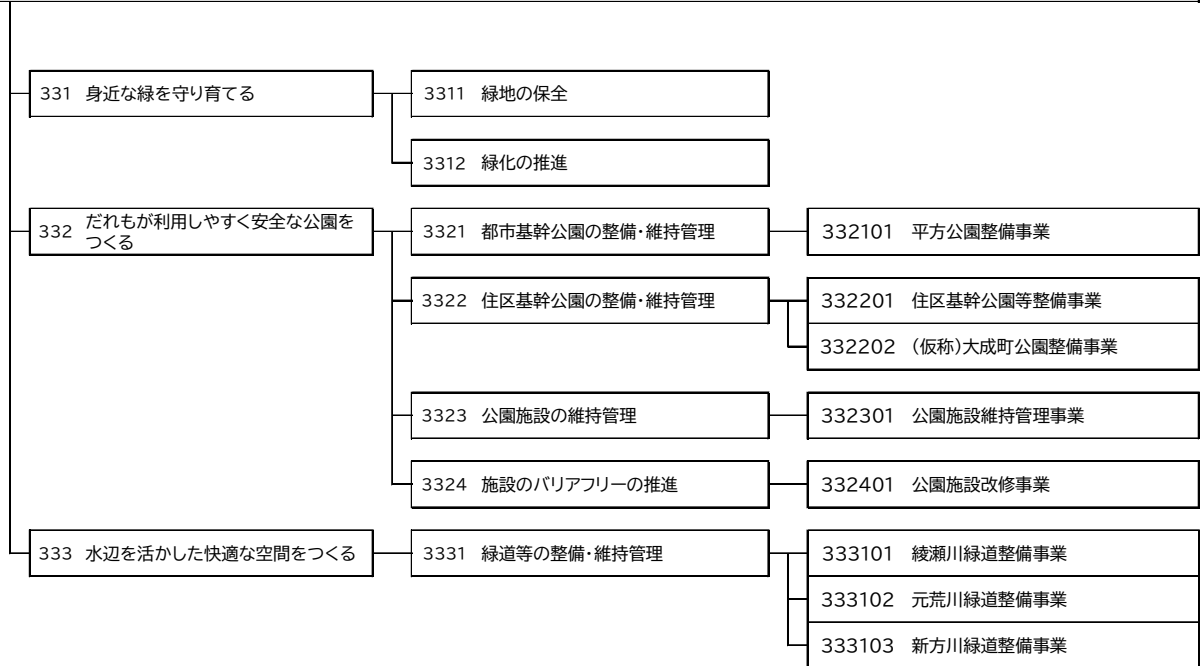 331 身近な緑を守り育てる
3311 緑地の保全
3312 緑化の推進
332 だれもが利用しやすく安全な公園を
つくる
3321 都市基幹公園の整備・維持管理
332101 平方公園整備事業
3322 住区基幹公園の整備・維持管理
332201 住区基幹公園等整備事業
332202 (仮称)大成町公園整備事業
3323 公園施設の維持管理
332301 公園施設維持管理事業
3324 施設のバリアフリーの推進
332401 公園施設改修事業
333 水辺を活かした快適な空間をつくる
3331 緑道等の整備・維持管理
333101 綾瀬川緑道整備事業
333102 元荒川緑道整備事業
333103 新方川緑道整備事業